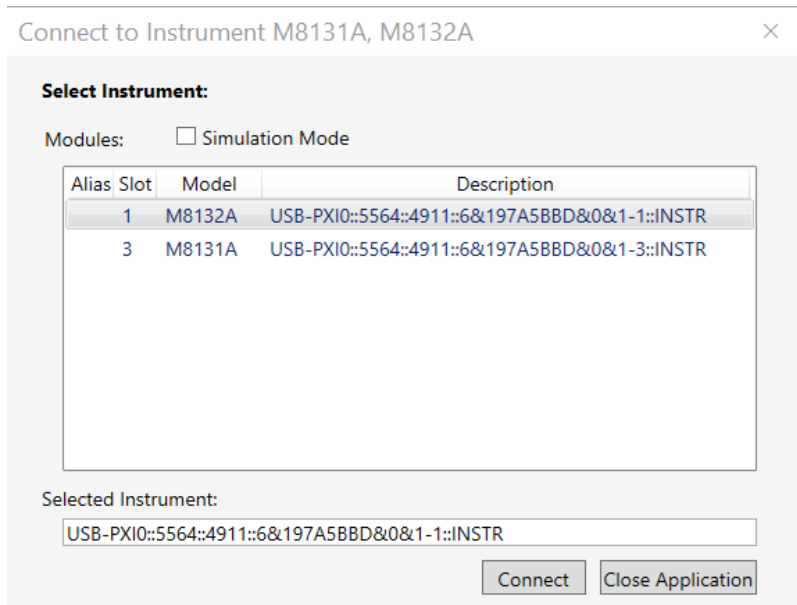 Connect to Instrument M8131A, M8132A
Select Instrument:
Modules: Simulation Mode
Alias Slot Model Description
1 M8132A USB-PXI0::5564::4911::6&197A5BBD&0&1-1::INSTR
3 M8131A USB-PXI0::5564::4911::6&197A5BBD&0&1-3::INSTR
Selected Instrument:
USB-PXI0::5564::4911::6&197A5BBD&0&1-1::INSTR
Connect Close Application